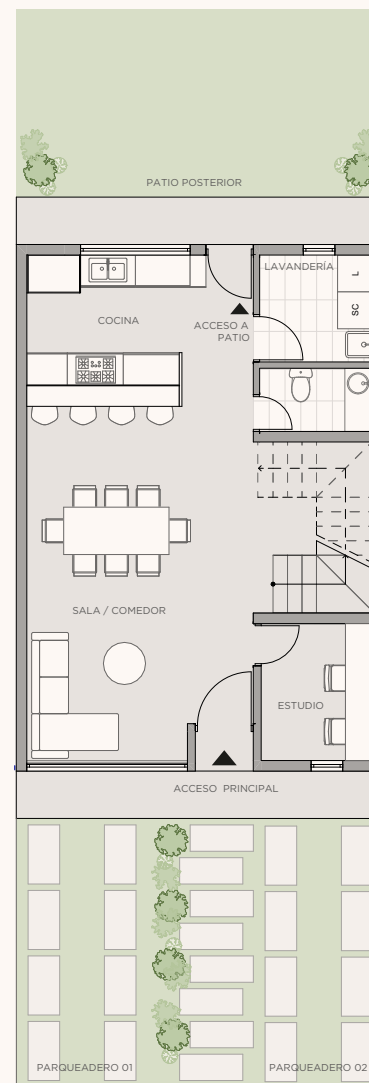 PATIO POSTERIOR
LAVANDERÍA
L
SC
COCINA
ACCESO A
PATIO
SALA / COMEDOR
ESTUDIO
ACCESO PRINCIPAL
PARQUEADERO 01
PARQUEADERO 02